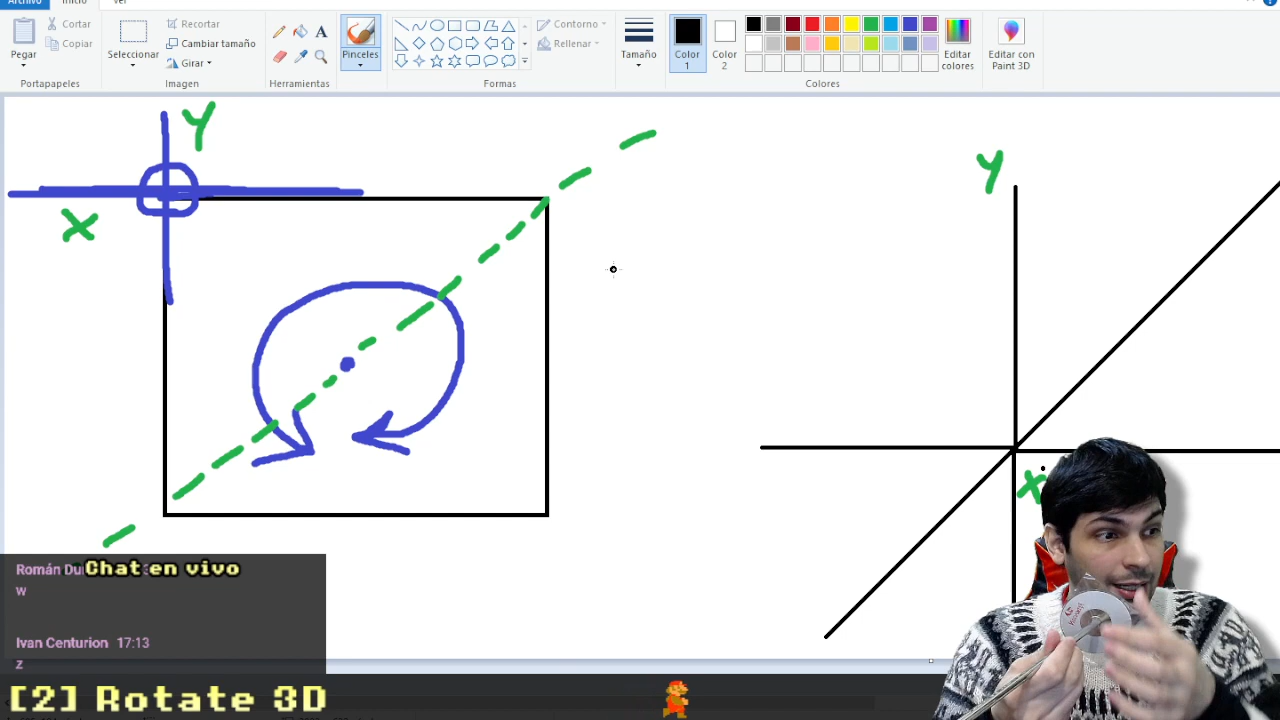 Archivo
Inicio
Ver
Pegar
Cortar
Copiar
Portapapeles
Seleccionar
Recortar
Cambiar tamaño
Girar
Imagen
A
Herramientas
Pinceles
Contorno
Rellenar
Formas
Tamaño
Color
1
Color
2
Editar
colores
Colores
Editar con
Paint 3D
Y
X
Y
X
Chat en vivo
Román
w
Ivan Centurion 17:13
z
[2] Rotate 3D